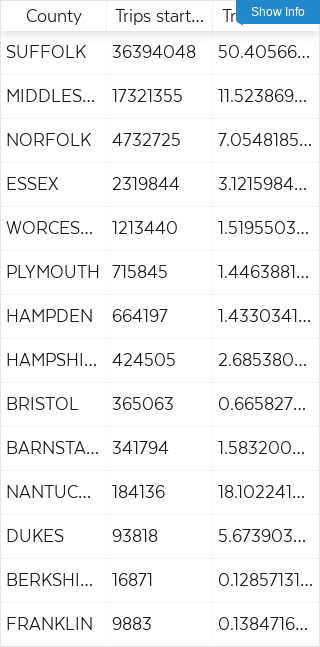 County Trips start... Tr
Show Info
SUFFOLK 36394048 50.40566...
MIDDLES... 17321355 11.523869...
NORFOLK 4732725 7.0548185...
ESSEX 2319844 3.1215984...
WORCES... 1213440 1.5195503...
PLYMOUTH 715845 1.4463881...
HAMPDEN 664197 1.4330341...
HAMPSHI... 424505 2.685380...
BRISTOL 365063 0.665827...
BARNSTA... 341794 1.583200...
NANTUC... 184136 18.102241...
DUKES 93818 5.673903...
BERKSHI... 16871 0.12857131...
FRANKLIN 9883 0.1384716...